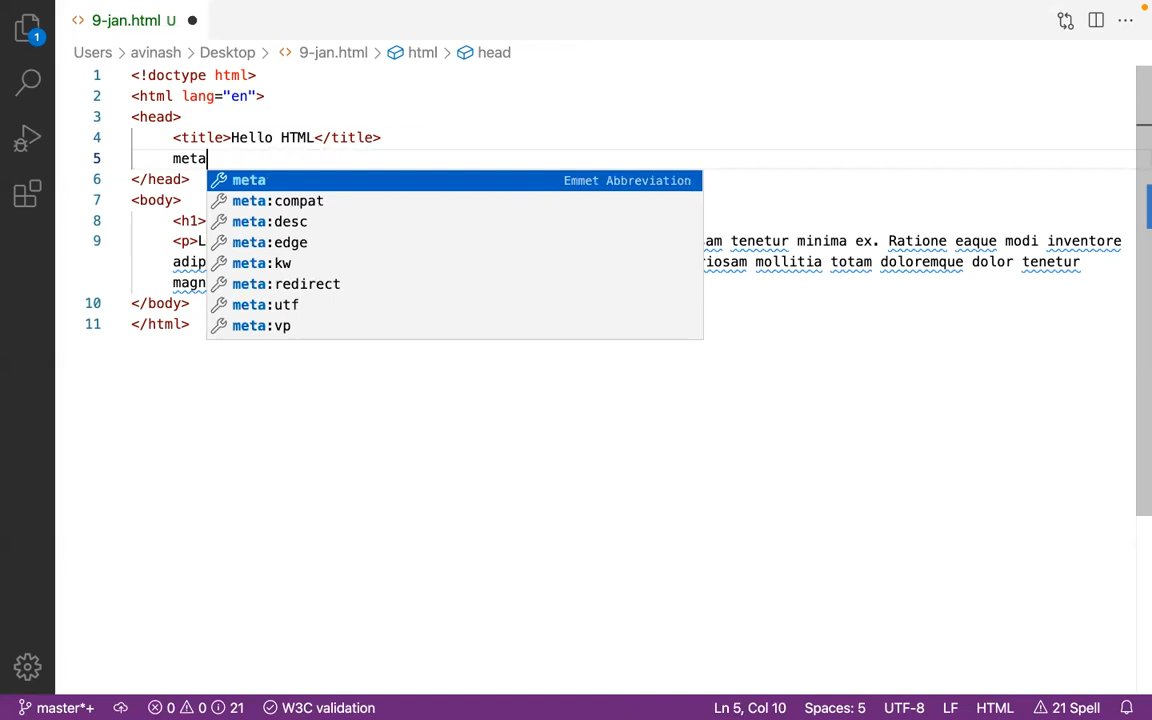 9-jan.html U
1
Users > avinash > Desktop > 9-jan.html > html > head
1 <!doctype html>
2 <html lang="en">
3 <head>
4 <title>Hello HTML</title>
5 meta
6 </head>
meta Emmet Abbreviation
meta:compat
meta:desc
meta:edge
meta:kw
meta:redirect
meta:utf
meta:vp
7 <body>
8 <h1>
9 <p>L am tenetur minima ex. Ratione eaque modi inventore
adip riosam mollitia totam doloremque dolor tenetur
magn
10 </body>
11 </html>
master*+ 0 0 21 W3C validation Ln 5, Col 10 Spaces: 5 UTF-8 LF HTML 21 Spell